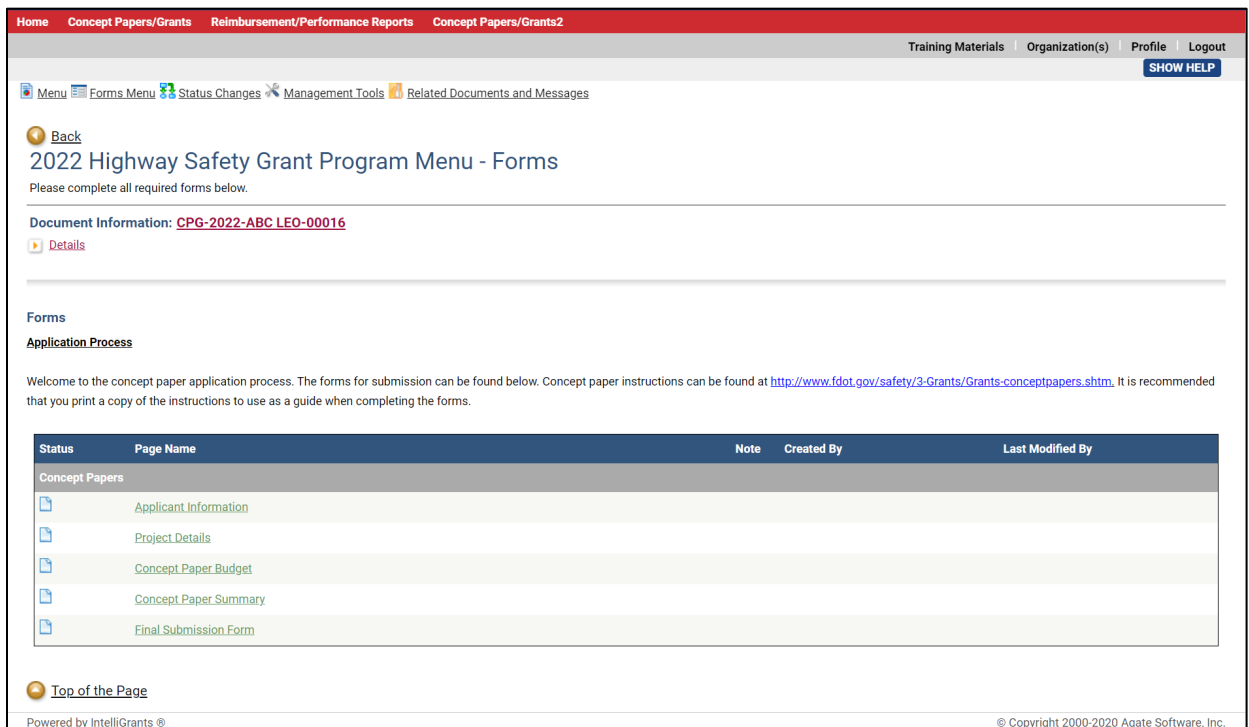 Home Concept Papers/Grants Reimbursement/Performance Reports Concept Papers/Grants2
Training Materials Organization(s) Profile Logout
SHOW HELP
Menu Forms Menu Status Changes Management Tools Related Documents and Messages
Back
2022 Highway Safety Grant Program Menu - Forms
Please complete all required forms below.
Document Information: CPG-2022-ABC LEO-00016
Details
Forms
Application Process
Welcome to the concept paper application process. The forms for submission can be found below. Concept paper instructions can be found at http://www.fdot.gov/safety/3-Grants/Grants-conceptpapers.shtm. It is recommended
that you print a copy of the instructions to use as a guide when completing the forms.
Status Page Name Note Created By Last Modified By
Concept Papers
Applicant Information
Project Details
Concept Paper Budget
Concept Paper Summary
Final Submission Form
Top of the Page
Powered by IntelliGrants ® © Copyright 2000-2020 Agate Software, Inc.